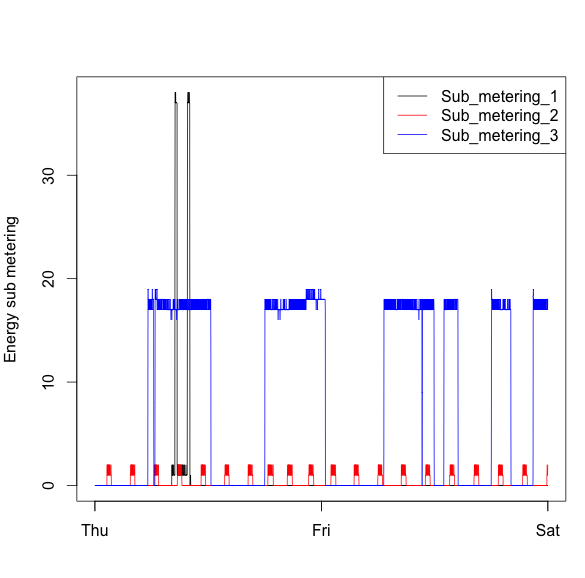 Sub_metering_1
Sub_metering_2
Sub_metering_3
Energy sub metering
30
20
10
0
Thu Fri Sat